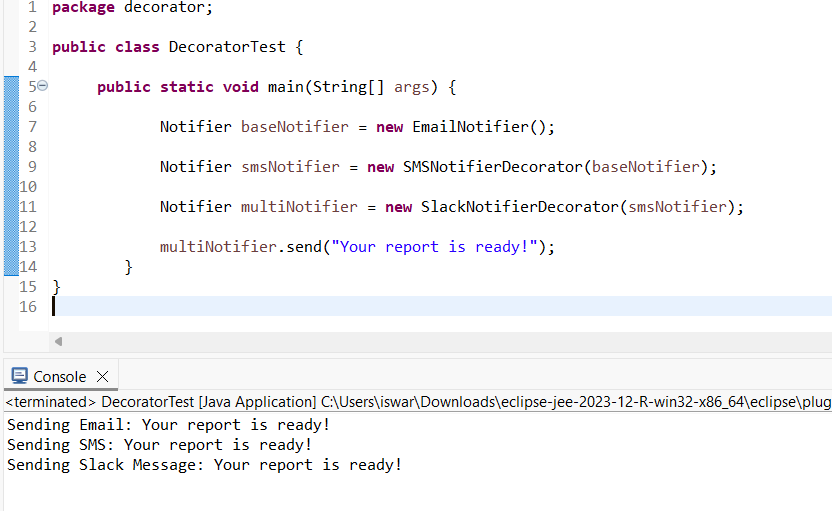 1 package decorator;
2
3 public class DecoratorTest {
4
5 public static void main(String[] args) {
6
7 Notifier baseNotifier = new EmailNotifier();
8
9 Notifier smsNotifier = new SMSNotifierDecorator(baseNotifier);
10
11 Notifier multiNotifier = new SlackNotifierDecorator(smsNotifier);
12
13 multiNotifier.send("Your report is ready!");
14 }
15 }
16
Console
<terminated> DecoratorTest [Java Application] C:\Users\iswar\Downloads\eclipse-jee-2023-12-R-win32-x86_64\eclipse\plug
Sending Email: Your report is ready!
Sending SMS: Your report is ready!
Sending Slack Message: Your report is ready!